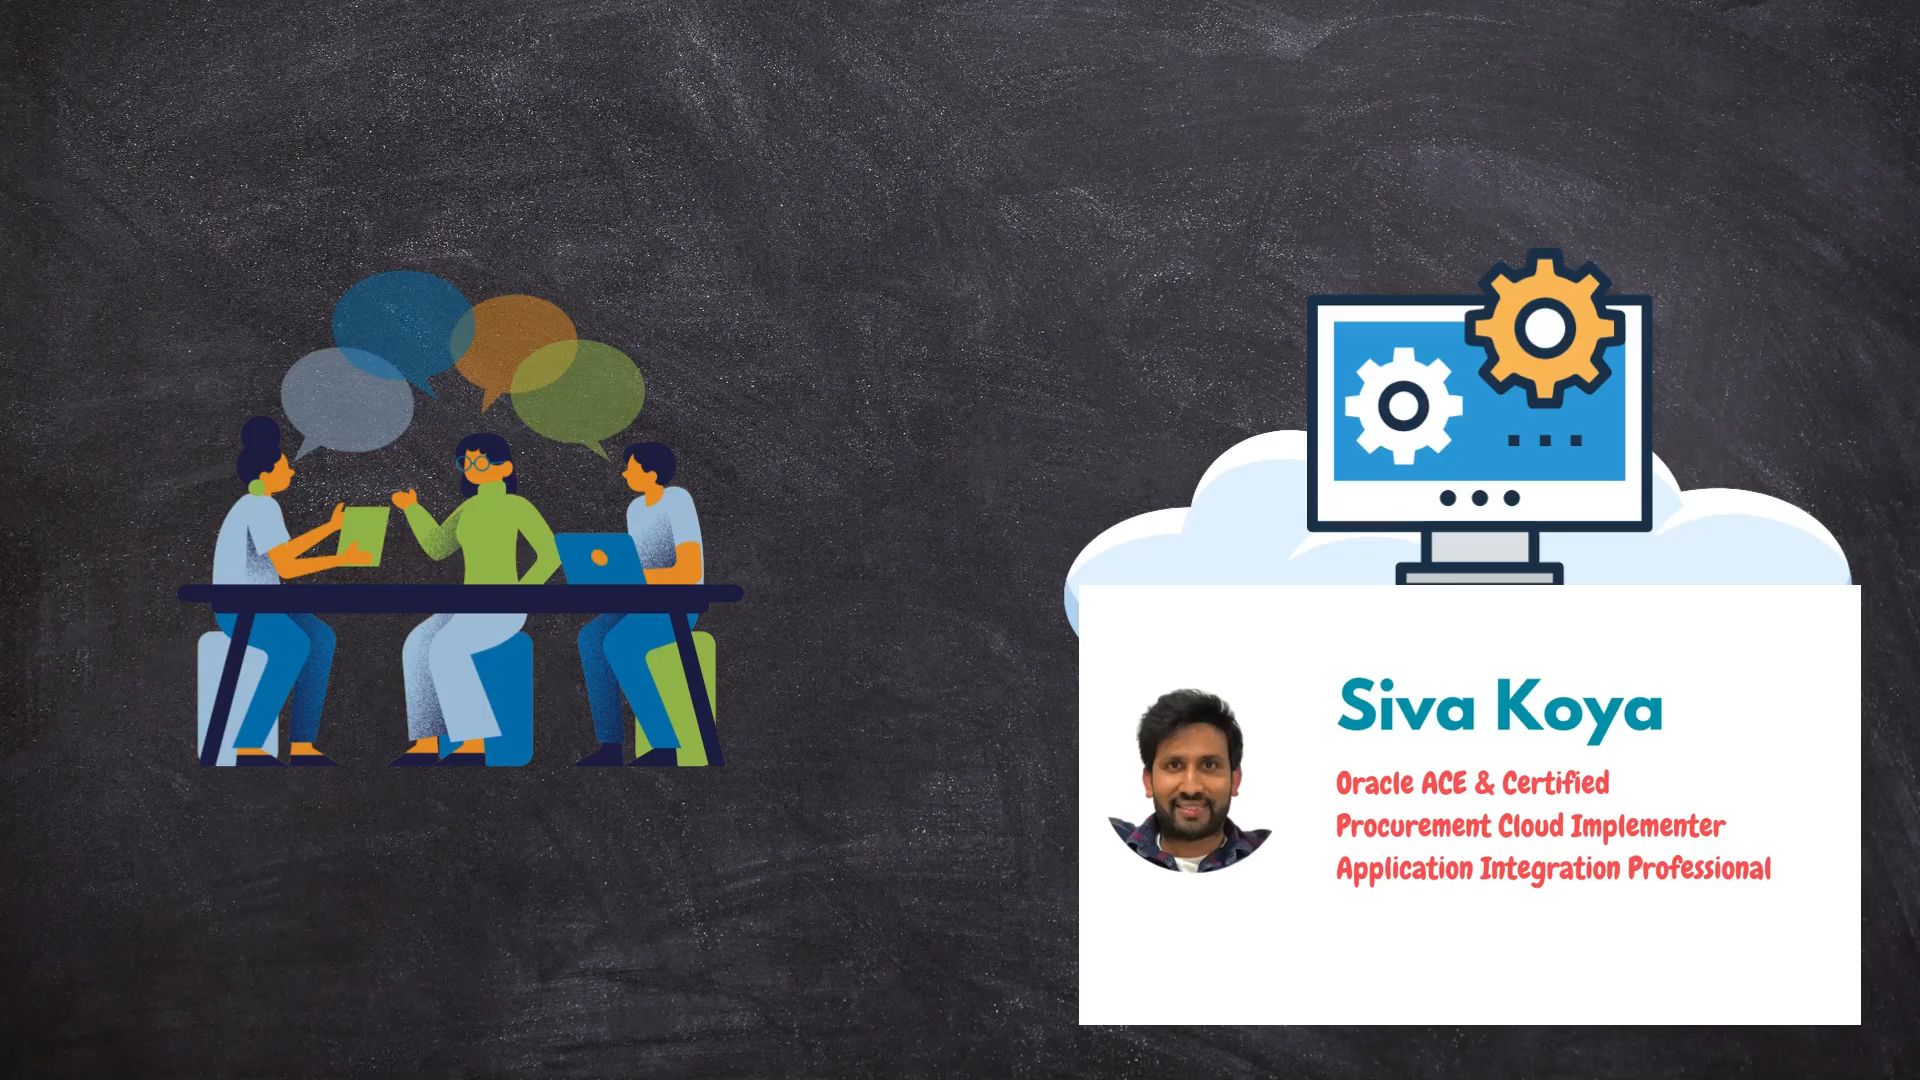 Siva Koya
Oracle ACE & Certified
Procurement Cloud Implementer
Application Integration Professional